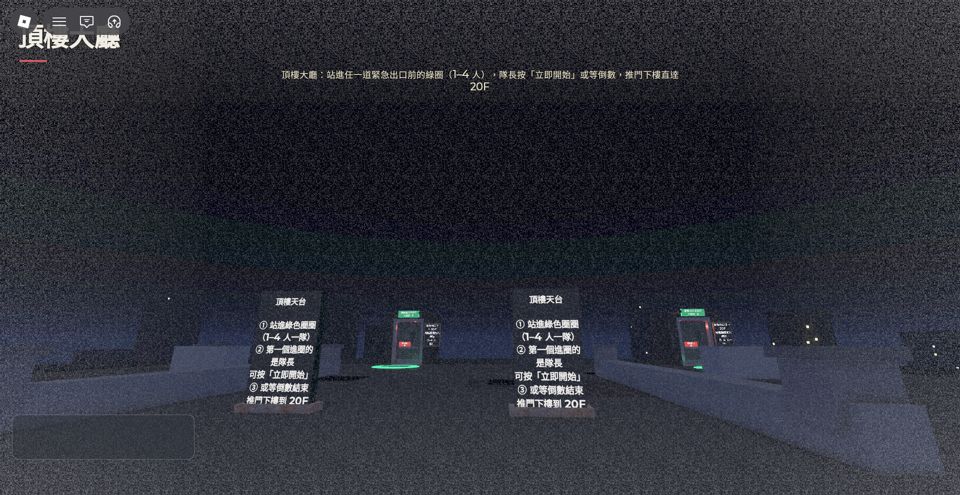 頂樓大廳
頂樓大廳：站進任一道緊急出口前的綠圈（1–4 人），隊長按「立即開始」或等倒數，推門下樓直達
20F
頂樓天台
① 站進綠色圈圈
（1–4 人一隊）
② 第一個進圈的
是隊長
可按「立即開始」
③ 或等倒數結束
推門下樓到 20F
頂樓天台
① 站進綠色圈圈
（1–4 人一隊）
② 第一個進圈的
是隊長
可按「立即開始」
③ 或等倒數結束
推門下樓到 20F